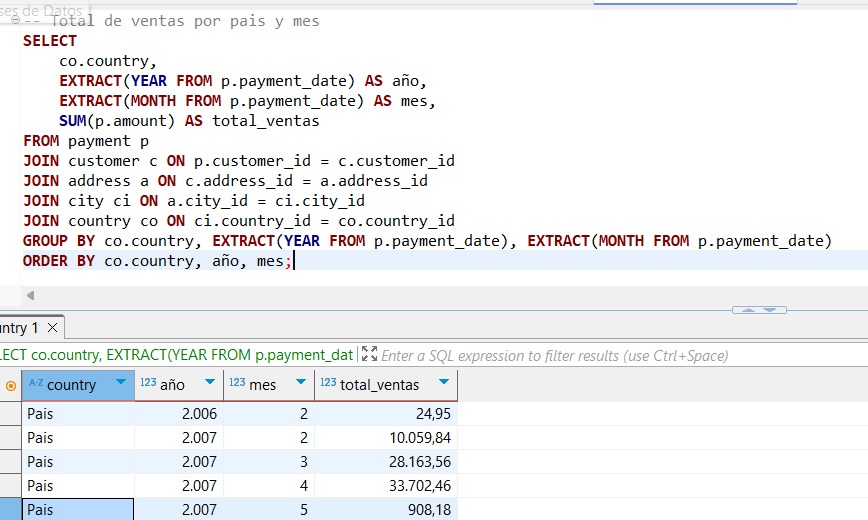 ses de Datos
-- Total de ventas por pais y mes
SELECT
co.country,
EXTRACT(YEAR FROM p.payment_date) AS año,
EXTRACT(MONTH FROM p.payment_date) AS mes,
SUM(p.amount) AS total_ventas
FROM payment p
JOIN customer c ON p.customer_id = c.customer_id
JOIN address a ON c.address_id = a.address_id
JOIN city ci ON a.city_id = ci.city_id
JOIN country co ON ci.country_id = co.country_id
GROUP BY co.country, EXTRACT(YEAR FROM p.payment_date), EXTRACT(MONTH FROM p.payment_date)
ORDER BY co.country, año, mes;
untry 1
LECT co.country, EXTRACT(YEAR FROM p.payment_dat Enter a SQL expression to filter results (use Ctrl+Space)
A-Z country 123 año 123 mes 123 total_ventas
Pais 2.006 2 24,95
Pais 2.007 2 10.059,84
Pais 2.007 3 28.163,56
Pais 2.007 4 33.702,46
Pais 2.007 5 908,18